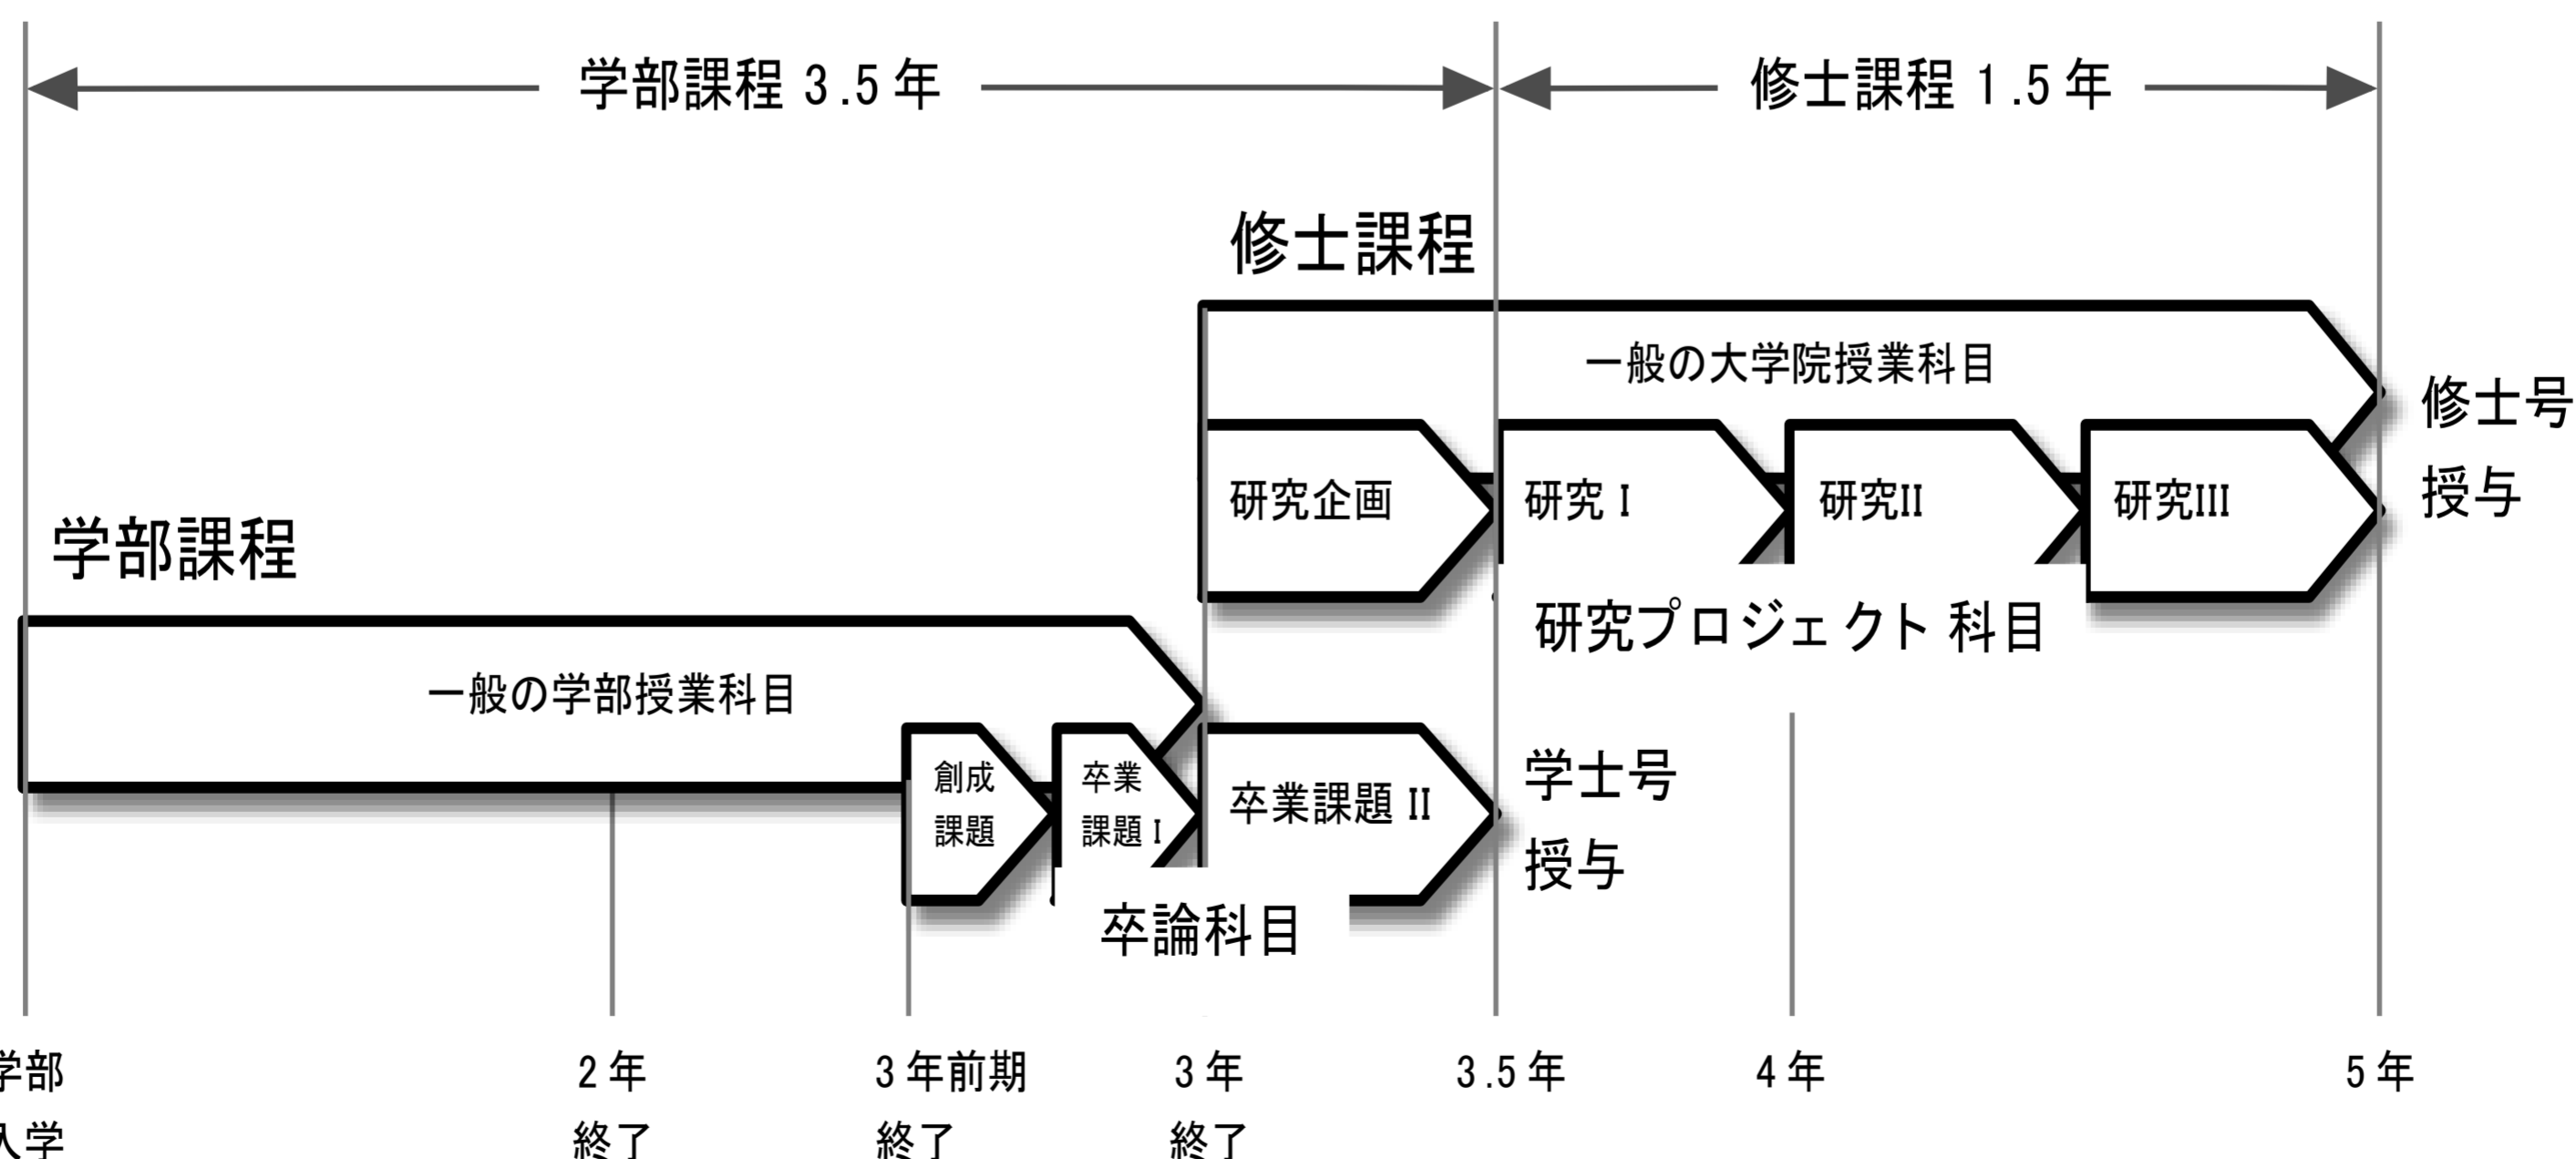 学部課程 3.5年
修士課程 1.5年
修士課程
一般の大学院授業科目
修士号
授与
研究企画
研究 I
研究II
研究III
研究プロジェクト 科目
学部課程
一般の学部授業科目
創成
課題
卒業
課題 I
卒業課題 II
学士号
授与
卒論科目
学部
入学
2年
終了
3年前期
終了
3年
終了
3.5年
4年
5年